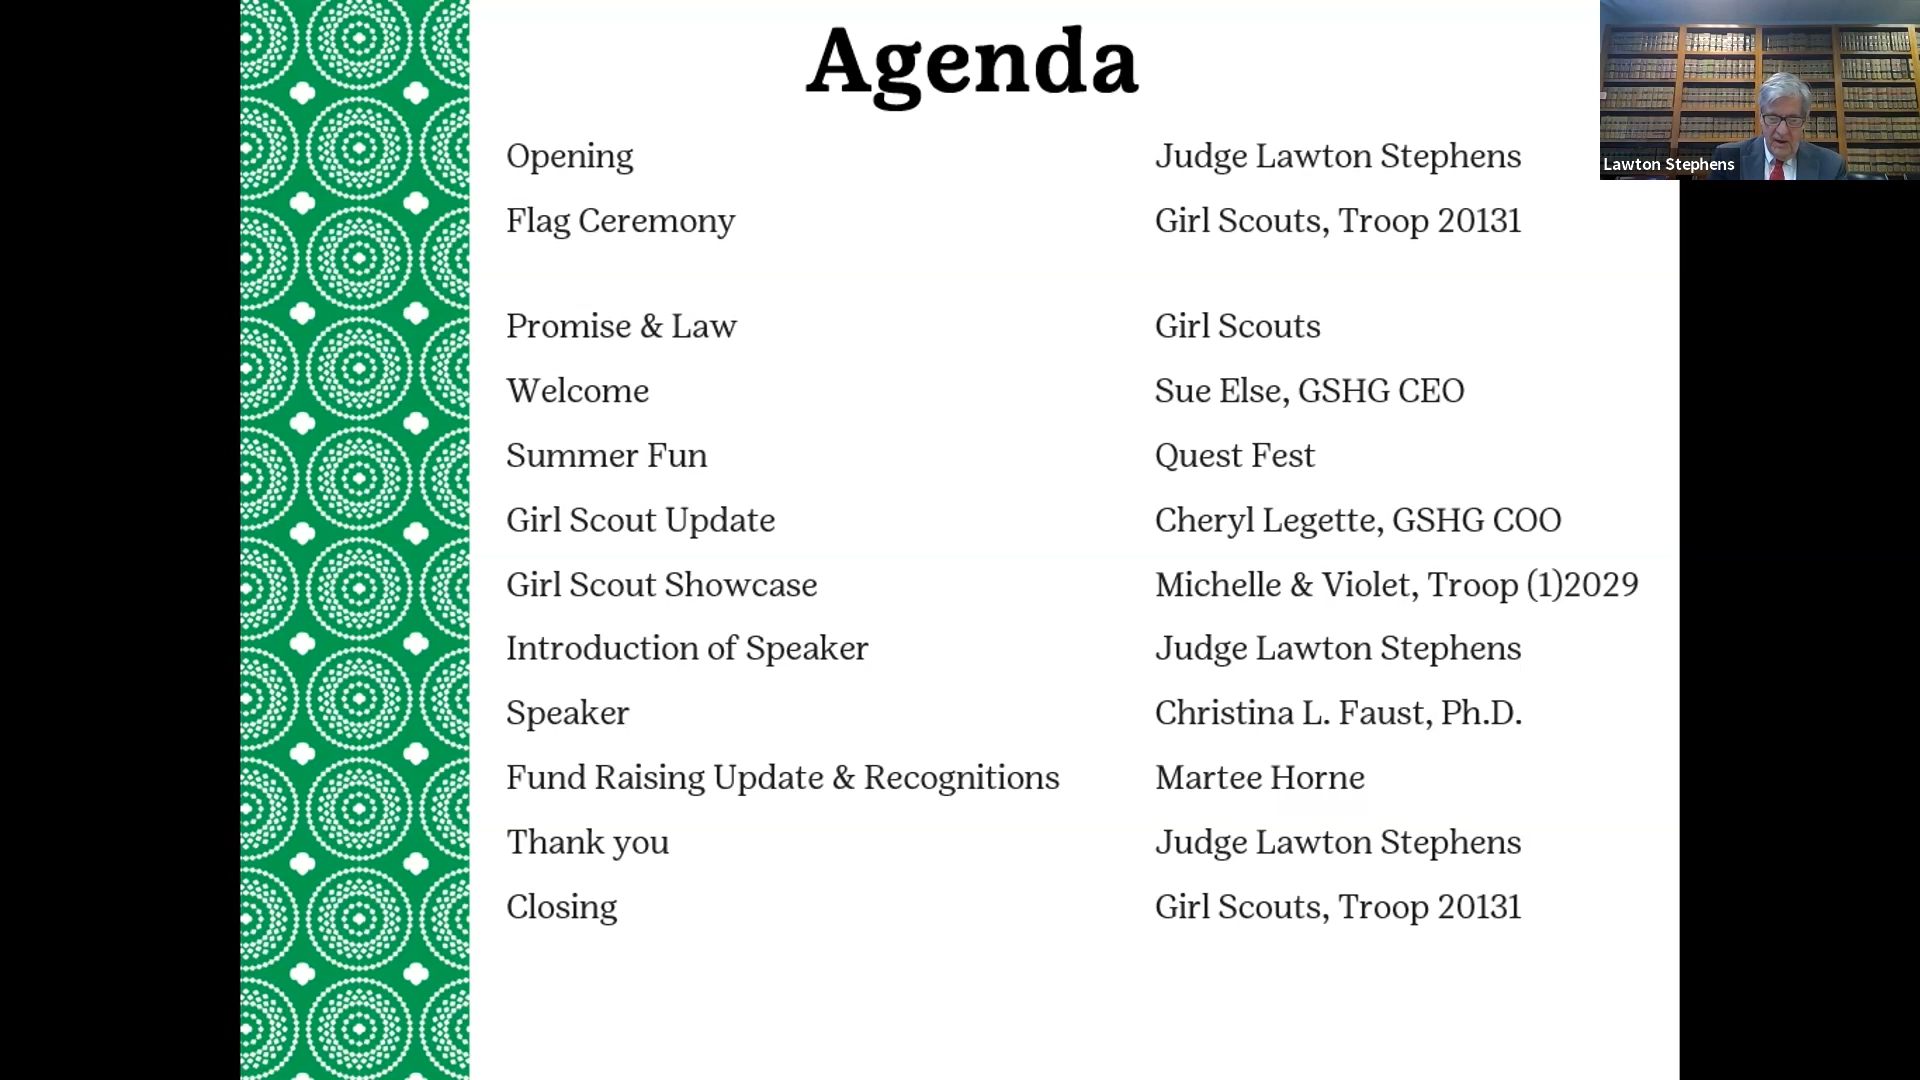 Agenda
Opening Judge Lawton Stephens
Flag Ceremony Girl Scouts, Troop 20131
Promise & Law Girl Scouts
Welcome Sue Else, GSHG CEO
Summer Fun Quest Fest
Girl Scout Update Cheryl Legette, GSHG COO
Girl Scout Showcase Michelle & Violet, Troop (1)2029
Introduction of Speaker Judge Lawton Stephens
Speaker Christina L. Faust, Ph.D.
Fund Raising Update & Recognitions Martee Horne
Thank you Judge Lawton Stephens
Closing Girl Scouts, Troop 20131
Lawton Stephens